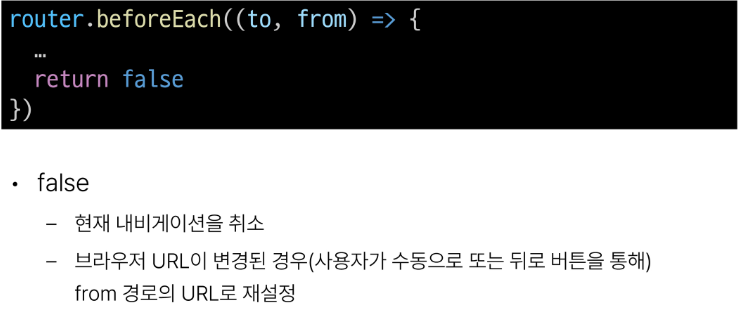 router.beforeEach((to, from) => {
…
return false
})
• false
– 현재 내비게이션을 취소
– 브라우저 URL이 변경된 경우(사용자가 수동으로 또는 뒤로 버튼을 통해)
from 경로의 URL로 재설정